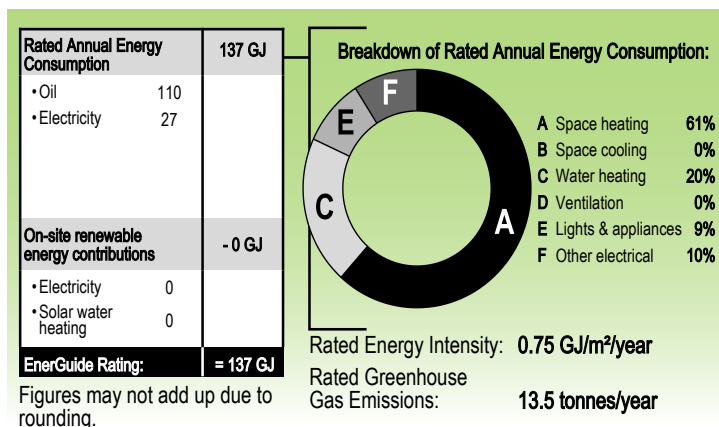 Rated Annual Energy
Consumption
137 GJ
• Oil 110
• Electricity 27
On-site renewable
energy contributions
- 0 GJ
• Electricity 0
• Solar water
heating
0
EnerGuide Rating: = 137 GJ
Figures may not add up due to
rounding.
Breakdown of Rated Annual Energy Consumption:
F
E
C
A
A Space heating 61%
B Space cooling 0%
C Water heating 20%
D Ventilation 0%
E Lights & appliances 9%
F Other electrical 10%
Rated Energy Intensity: 0.75 GJ/m²/year
Rated Greenhouse
Gas Emissions: 13.5 tonnes/year